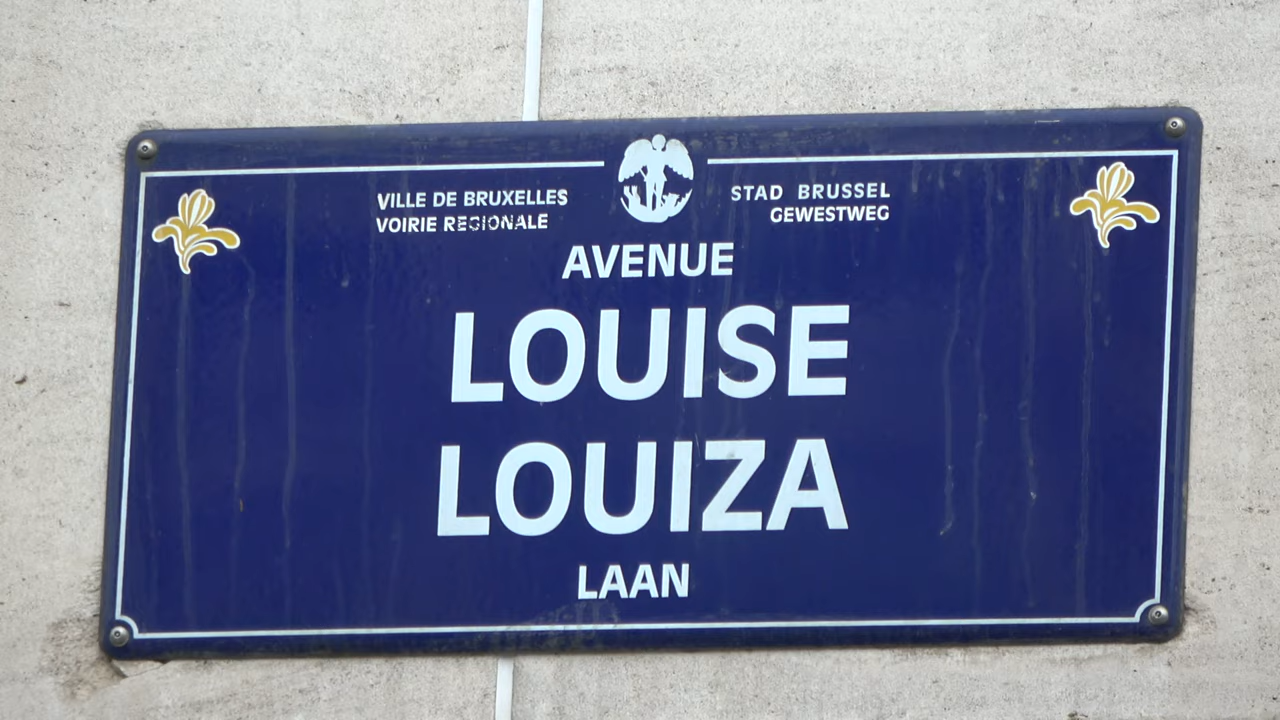 VILLE DE BRUXELLES
VOIRIE REGIONALE
STAD BRUSSEL
GEWESTWEG
AVENUE
LOUISE
LOUIZA
LAAN